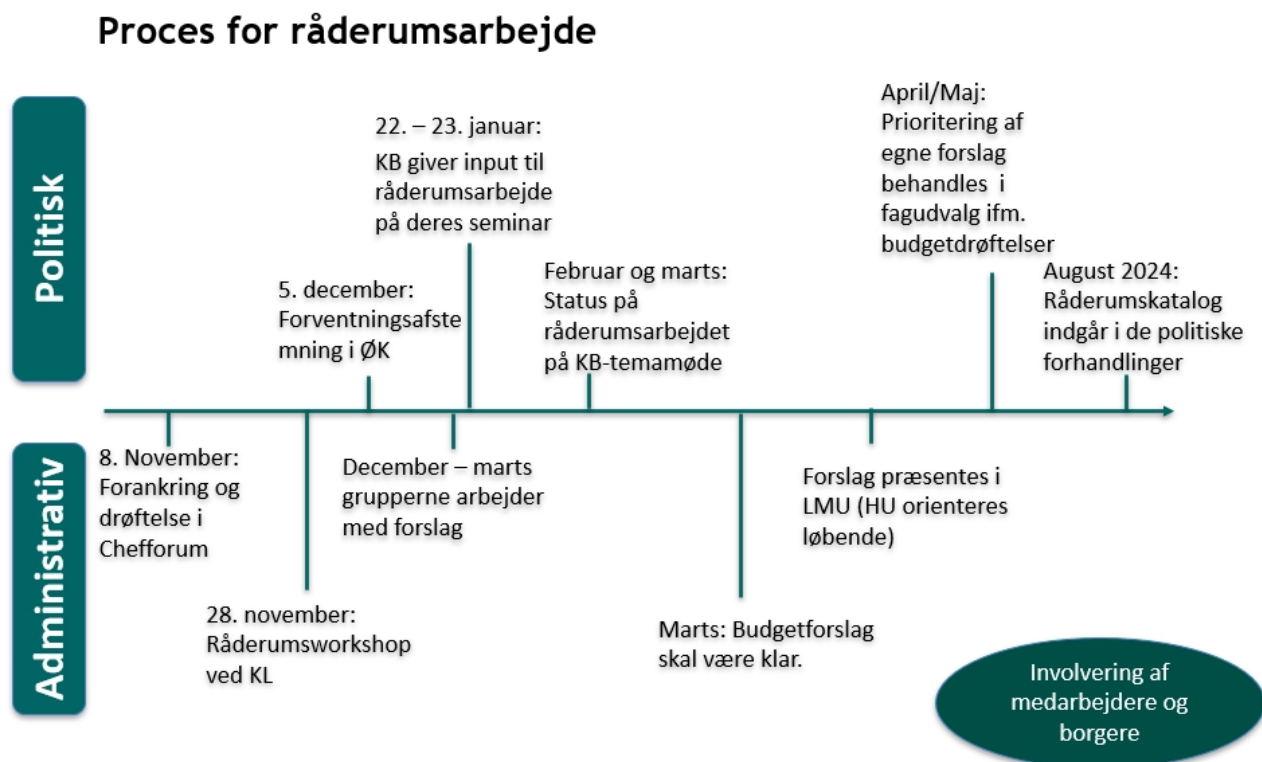 Proces for råderumsarbejde
Politisk
22. – 23. januar:
KB giver input til
råderumsarbejde
på deres seminar
April/Maj:
Prioritering af
egne forslag
behandles i
fagudvalg ifm.
budgetdrøftelser
5. december:
Forventningsafste
mning i ØK
Februar og marts:
Status på
råderumsarbejdet
på KB-temamøde
August 2024:
Råderumskatalog
indgår i de politiske
forhandlinger
Administrativ
8. November:
Forankring og
drøftelse i
Chefforum
28. november:
Råderumsworkshop
ved KL
December – marts
grupperne arbejder
med forslag
Marts: Budgetforslag
skal være klar.
Forslag præsentes i
LMU (HU orienteres
løbende)
Involvering af
medarbejdere og
borgere